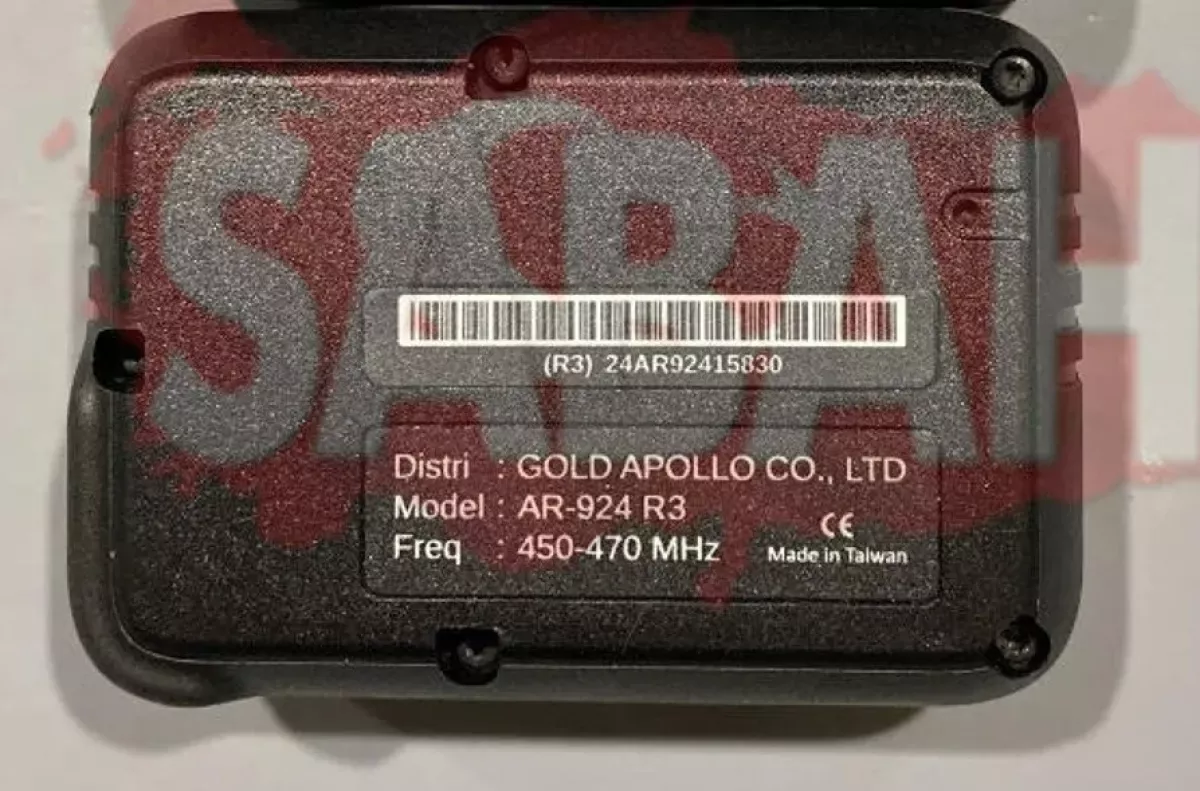 SABAH
(R3) 24AR92415830
Distri : GOLD APOLLO CO., LTD
Model : AR-924 R3
Freq : 450-470 MHz
CE
Made in Taiwan